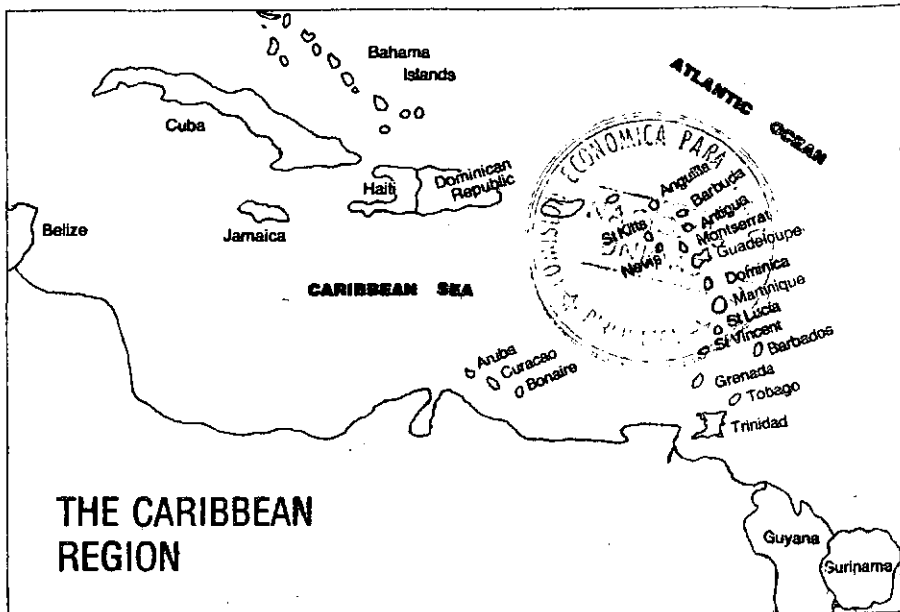 Bahama
Islands
ATLANTIC OCEAN
Cuba
COMISION ECONOMICA PARA
Haiti
Dominican
Republic
Anguilla
Barbuda
Antigua
Belize
Jamaica
St Kitts
Montserrat
Nevis
Guadeloupe
CARIBBEAN SEA
Dominica
Martinique
St Lucia
St Vincent
Barbados
Aruba
Curacao
Bonaire
Grenada
Tobago
Trinidad
THE CARIBBEAN
REGION
Guyana
Suriname